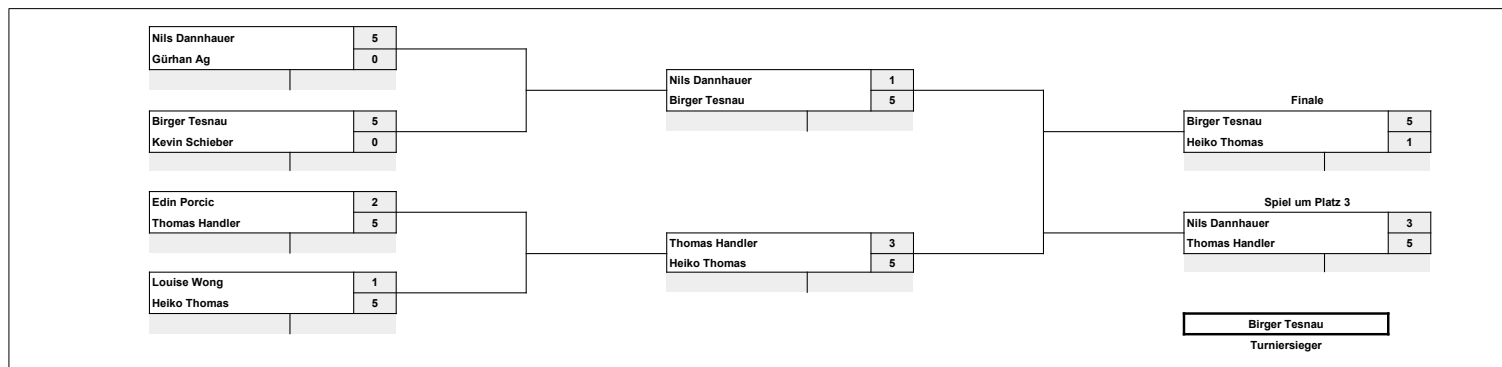 Nils Dannhauer 5
Gürhan Ag 0
Birger Tesnau 5
Kevin Schieber 0
Edin Porcic 2
Thomas Handler 5
Louise Wong 1
Heiko Thomas 5
Nils Dannhauer 1
Birger Tesnau 5
Thomas Handler 3
Heiko Thomas 5
Finale
Birger Tesnau 5
Heiko Thomas 1
Spiel um Platz 3
Nils Dannhauer 3
Thomas Handler 5
Birger Tesnau
Turniersieger